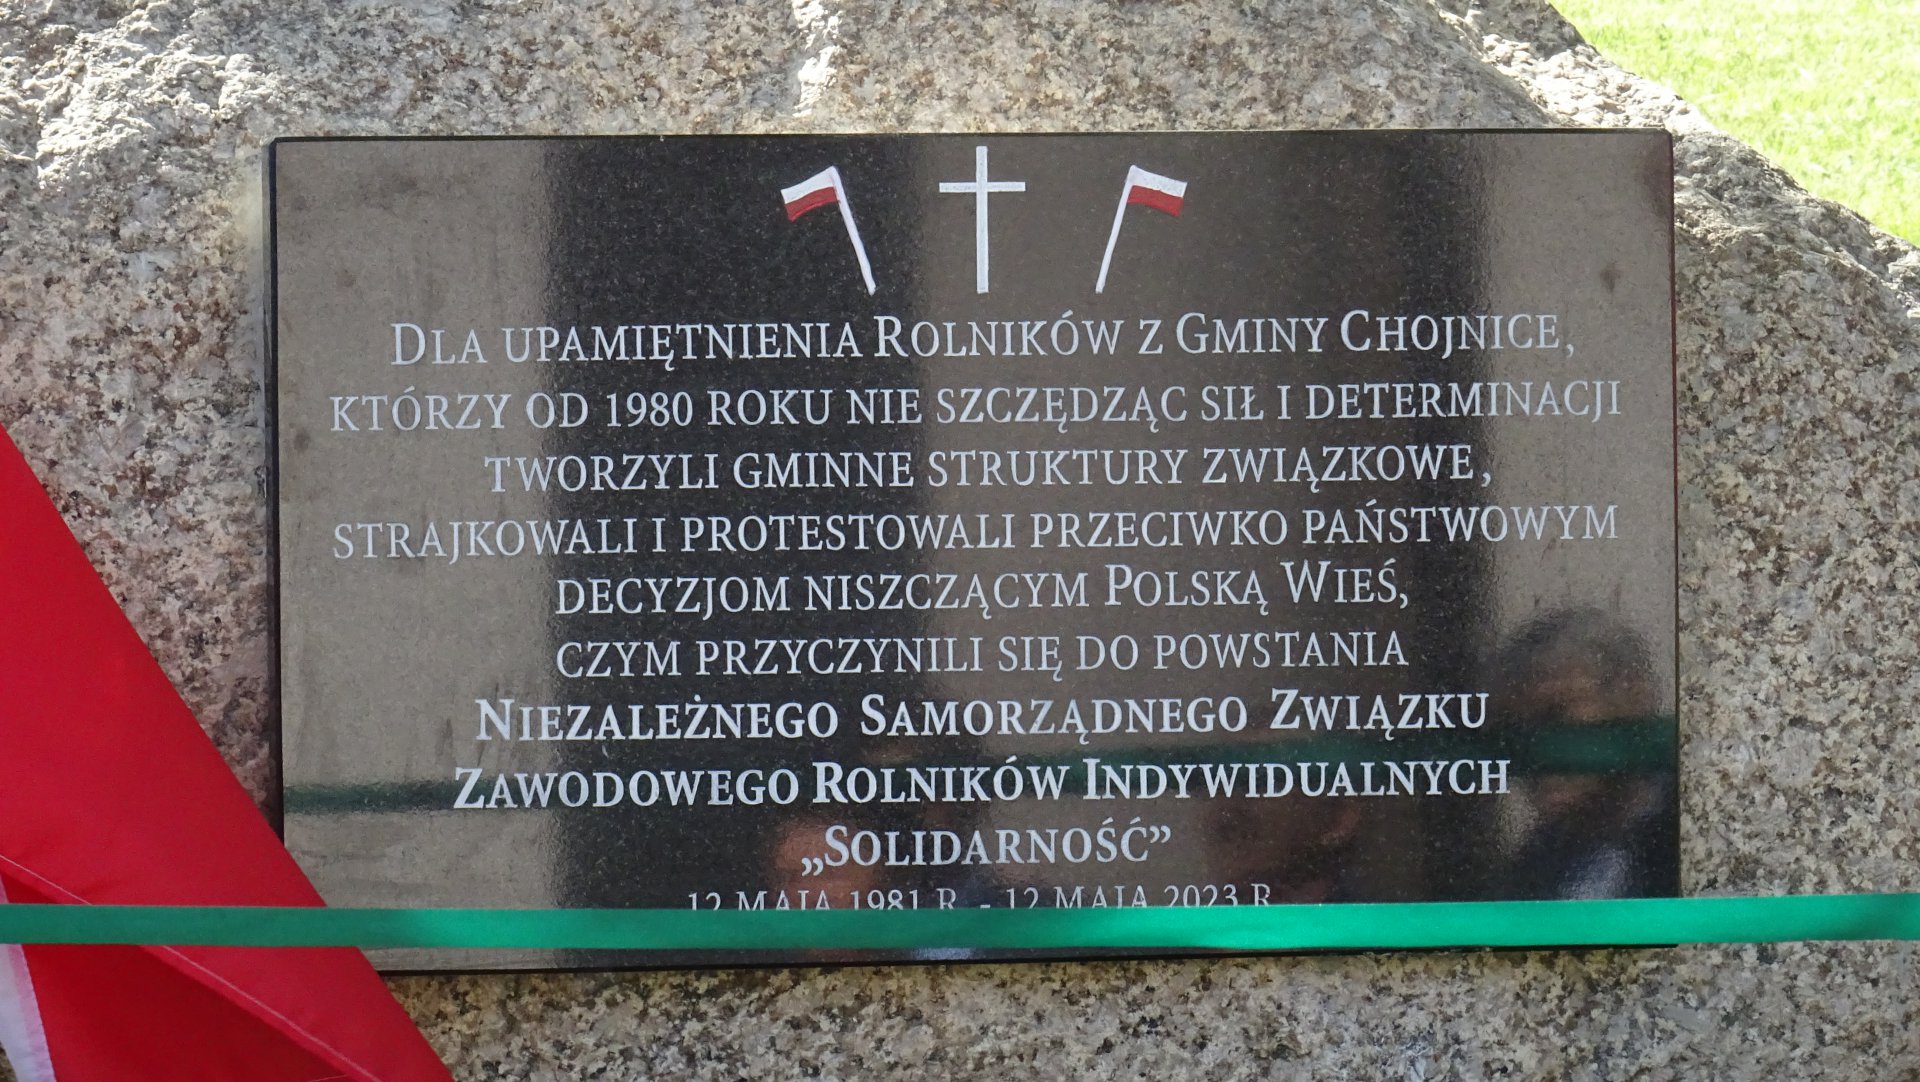 Dla upamiętnienia Rolników z Gminy Chojnice,
którzy od 1980 roku nie szczędząc sił i determinacji
tworzyli gminne struktury związkowe,
strajkowali i protestowali przeciwko państwowym
decyzjom niszczącym Polską Wieś,
czym przyczynili się do powstania
Niezależnego Samorządnego Związku
Zawodowego Rolników Indywidualnych
„Solidarność”
12 maja 1981 r. - 12 maja 2023 r.